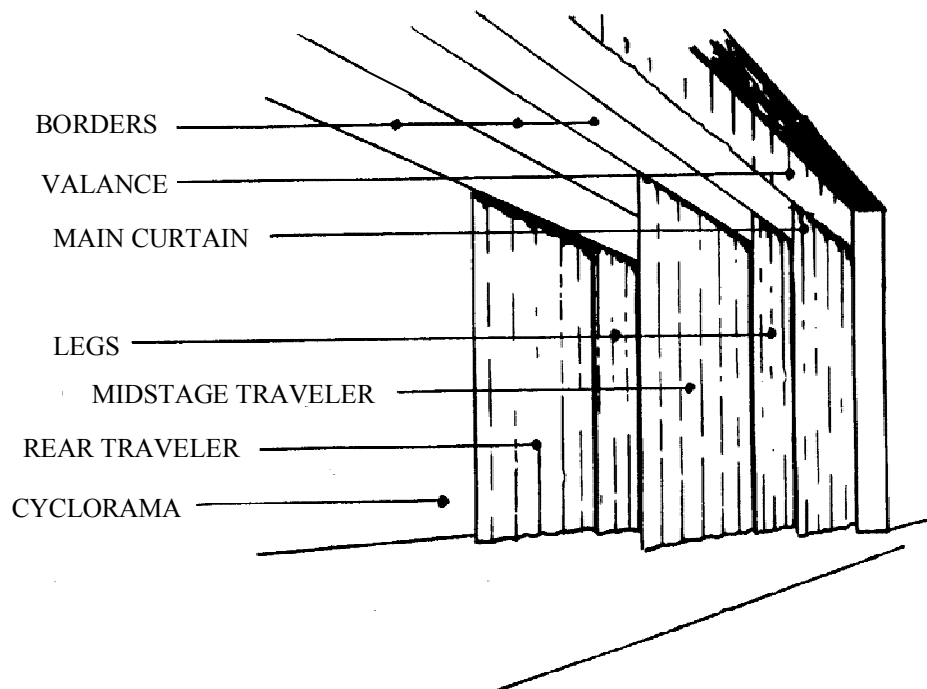 BORDERS
VALANCE
MAIN CURTAIN
LEGS
MIDSTAGE TRAVELER
REAR TRAVELER
CYCLORAMA